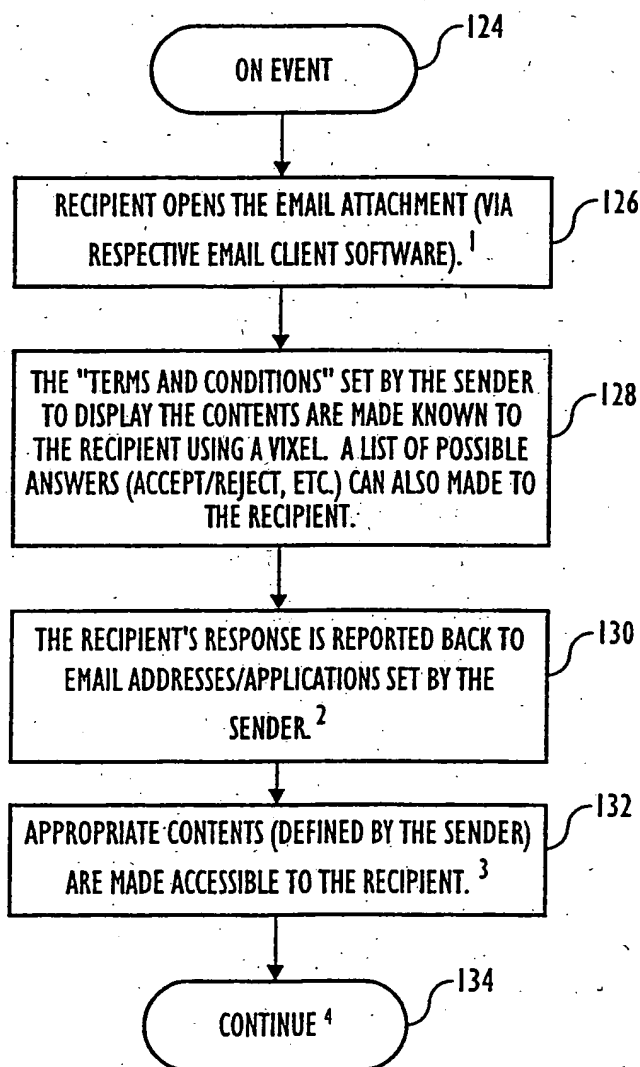 124
ON EVENT
RECIPIENT OPENS THE EMAIL ATTACHMENT (VIA
RESPECTIVE EMAIL CLIENT SOFTWARE). 1
126
THE "TERMS AND CONDITIONS" SET BY THE SENDER
TO DISPLAY THE CONTENTS ARE MADE KNOWN TO
THE RECIPIENT USING A VIXEL. A LIST OF POSSIBLE
ANSWERS (ACCEPT/REJECT, ETC.) CAN ALSO MADE TO
THE RECIPIENT.
128
THE RECIPIENT'S RESPONSE IS REPORTED BACK TO
EMAIL ADDRESSES/APPLICATIONS SET BY THE
SENDER. 2
130
APPROPRIATE CONTENTS (DEFINED BY THE SENDER)
ARE MADE ACCESSIBLE TO THE RECIPIENT. 3
132
CONTINUE 4
134